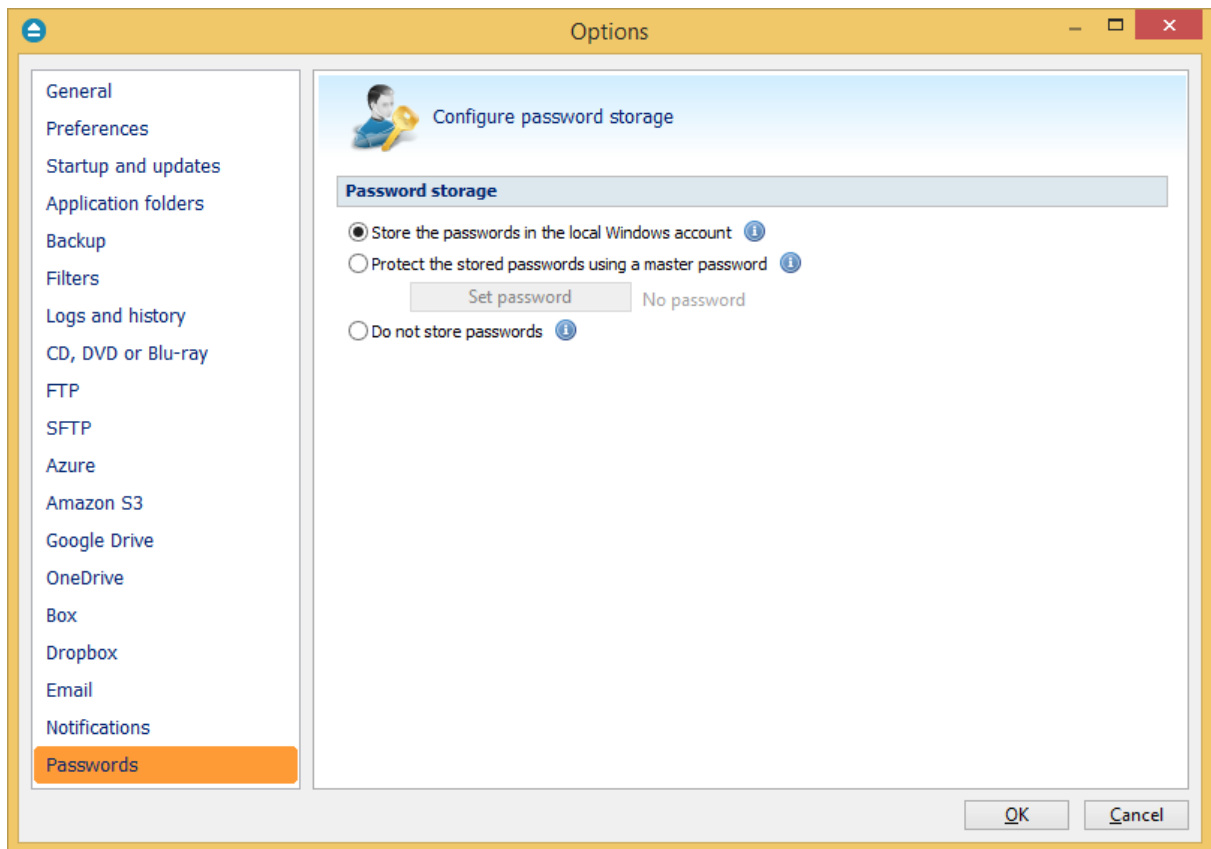 Options
General
Preferences
Startup and updates
Application folders
Backup
Filters
Logs and history
CD, DVD or Blu-ray
FTP
SFTP
Azure
Amazon S3
Google Drive
OneDrive
Box
Dropbox
Email
Notifications
Passwords
Configure password storage
Password storage
Store the passwords in the local Windows account
Protect the stored passwords using a master password
Set password No password
Do not store passwords
OK Cancel